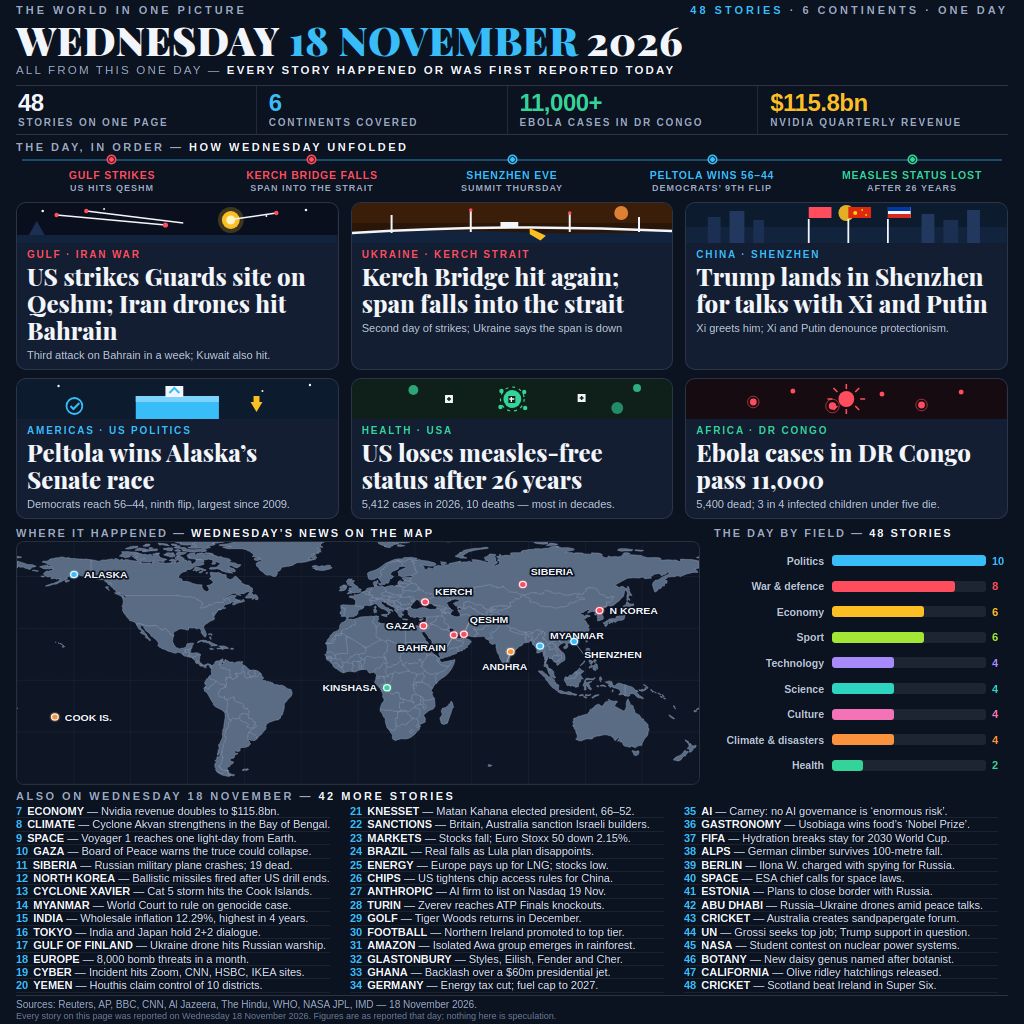 THE WORLD IN ONE PICTURE
48 STORIES · 6 CONTINENTS · ONE DAY
WEDNESDAY 18 NOVEMBER 2026
ALL FROM THIS ONE DAY — EVERY STORY HAPPENED OR WAS FIRST REPORTED TODAY
48
STORIES ON ONE PAGE
6
CONTINENTS COVERED
11,000+
EBOLA CASES IN DR CONGO
$115.8bn
NVIDIA QUARTERLY REVENUE
THE DAY, IN ORDER — HOW WEDNESDAY UNFOLDED
GULF STRIKES
US HITS QESHM
KERCH BRIDGE FALLS
SPAN INTO THE STRAIT
SHENZHEN EVE
SUMMIT THURSDAY
PELTOLA WINS 56–44
DEMOCRATS' 9TH FLIP
MEASLES STATUS LOST
AFTER 26 YEARS
GULF · IRAN WAR
US strikes Guards site on
Qeshm; Iran drones hit
Bahrain
Third attack on Bahrain in a week; Kuwait also hit.
UKRAINE · KERCH STRAIT
Kerch Bridge hit again;
span falls into the strait
Second day of strikes; Ukraine says the span is down
CHINA · SHENZHEN
Trump lands in Shenzhen
for talks with Xi and Putin
Xi greets him; Xi and Putin denounce protectionism.
AMERICAS · US POLITICS
Peltola wins Alaska's
Senate race
Democrats reach 56–44, ninth flip, largest since 2009.
HEALTH · USA
US loses measles-free
status after 26 years
5,412 cases in 2026, 10 deaths — most in decades.
AFRICA · DR CONGO
Ebola cases in DR Congo
pass 11,000
5,400 dead; 3 in 4 infected children under five die.
WHERE IT HAPPENED — WEDNESDAY'S NEWS ON THE MAP
ALASKA
SIBERIA
KERCH
N KOREA
GAZA
QESHM
BAHRAIN
MYANMAR
SHENZHEN
ANDHRA
KINSHASA
COOK IS.
THE DAY BY FIELD — 48 STORIES
Politics 10
War & defence 8
Economy 6
Sport 6
Technology 4
Science 4
Culture 4
Climate & disasters 4
Health 2
ALSO ON WEDNESDAY 18 NOVEMBER — 42 MORE STORIES
7 ECONOMY — Nvidia revenue doubles to $115.8bn.
8 CLIMATE — Cyclone Akvan strengthens in the Bay of Bengal.
9 SPACE — Voyager 1 reaches one light-day from Earth.
10 GAZA — Board of Peace warns the truce could collapse.
11 SIBERIA — Russian military plane crashes; 19 dead.
12 NORTH KOREA — Ballistic missiles fired after US drill ends.
13 CYCLONE XAVIER — Cat 5 storm hits the Cook Islands.
14 MYANMAR — World Court to rule on genocide case.
15 INDIA — Wholesale inflation 12.29%, highest in 4 years.
16 TOKYO — India and Japan hold 2+2 dialogue.
17 GULF OF FINLAND — Ukraine drone hit Russian warship.
18 EUROPE — 8,000 bomb threats in a month.
19 CYBER — Incident hits Zoom, CNN, HSBC, IKEA sites.
20 YEMEN — Houthis claim control of 10 districts.
21 KNESSET — Matan Kahana elected president, 66–52.
22 SANCTIONS — Britain, Australia sanction Israeli builders.
23 MARKETS — Stocks fall; Euro Stoxx 50 down 2.15%.
24 BRAZIL — Real falls as Lula plan disappoints.
25 ENERGY — Europe pays up for LNG; stocks low.
26 CHIPS — US tightens chip access rules for China.
27 ANTHROPIC — AI firm to list on Nasdaq 19 Nov.
28 TURIN — Zverev reaches ATP Finals knockouts.
29 GOLF — Tiger Woods returns in December.
30 FOOTBALL — Northern Ireland promoted to top tier.
31 AMAZON — Isolated Awa group emerges in rainforest.
32 GLASTONBURY — Styles, Eilish, Fender and Cher.
33 GHANA — Backlash over a $60m presidential jet.
34 GERMANY — Energy tax cut; fuel cap to 2027.
35 AI — Carney: no AI governance is 'enormous risk'.
36 GASTRONOMY — Usobiaga wins food's 'Nobel Prize'.
37 FIFA — Hydration breaks stay for 2030 World Cup.
38 ALPS — German climber survives 100-metre fall.
39 BERLIN — Ilona W. charged with spying for Russia.
40 SPACE — ESA chief calls for space laws.
41 ESTONIA — Plans to close border with Russia.
42 ABU DHABI — Russia–Ukraine drones amid peace talks.
43 CRICKET — Australia creates sandpapergate forum.
44 UN — Grossi seeks top job; Trump support in question.
45 NASA — Student contest on nuclear power systems.
46 BOTANY — New daisy genus named after botanist.
47 CALIFORNIA — Olive ridley hatchlings released.
48 CRICKET — Scotland beat Ireland in Super Six.
Sources: Reuters, AP, BBC, CNN, Al Jazeera, The Hindu, WHO, NASA JPL, IMD — 18 November 2026.
Every story on this page was reported on Wednesday 18 November 2026. Figures are as reported that day; nothing here is speculation.